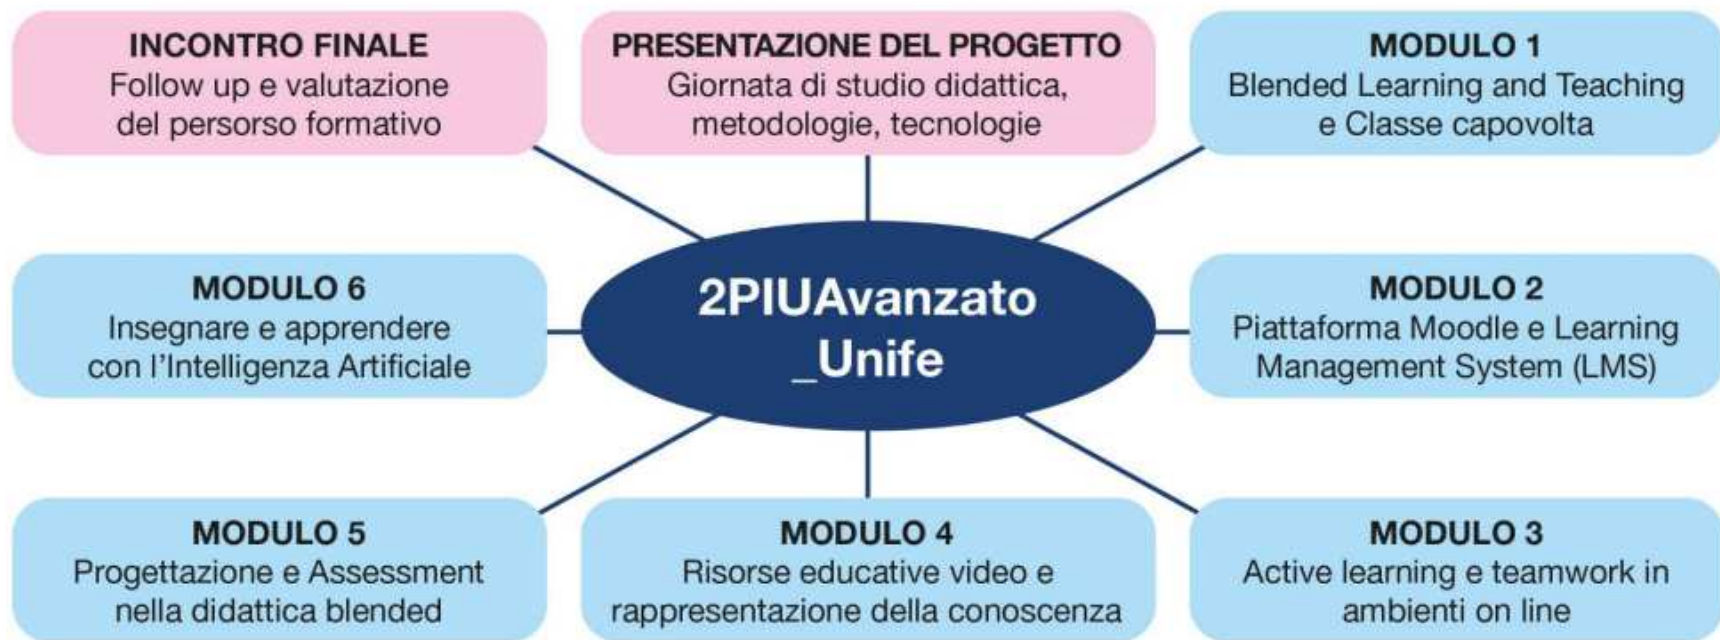 INCONTRO FINALE
Follow up e valutazione
del persorso formativo
PRESENTAZIONE DEL PROGETTO
Giornata di studio didattica,
metodologie, tecnologie
MODULO 1
Blended Learning and Teaching
e Classe capovolta
MODULO 6
Insegnare e apprendere
con l'Intelligenza Artificiale
2PIUAvanzato
_Unife
MODULO 2
Piattaforma Moodle e Learning
Management System (LMS)
MODULO 5
Progettazione e Assessment
nella didattica blended
MODULO 4
Risorse educative video e
rappresentazione della conoscenza
MODULO 3
Active learning e teamwork in
ambienti on line